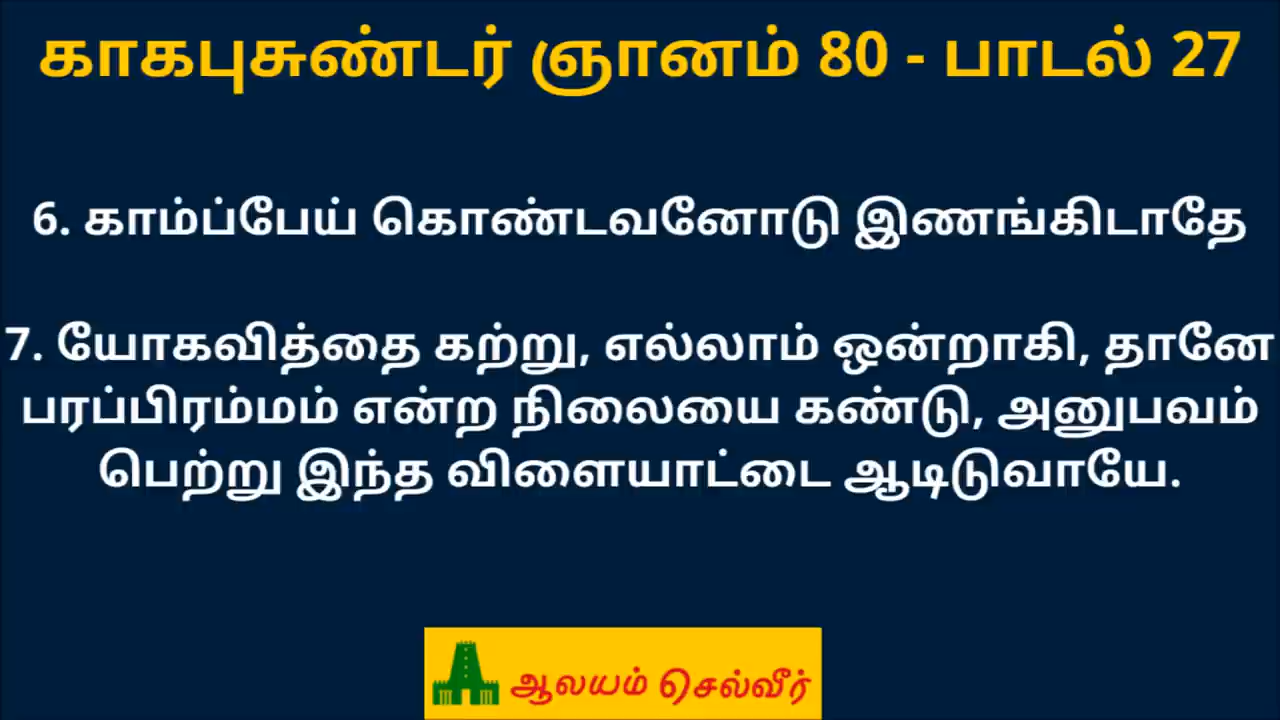 காகபுசுண்டர் ஞானம் 80 - பாடல் 27
6. காம்ப்பேய் கொண்டவனோடு இணங்கிடாதே
7. யோகவித்தை கற்று, எல்லாம் ஒன்றாகி, தானே
பரப்பிரம்மம் என்ற நிலையை கண்டு, அனுபவம்
பெற்று இந்த விளையாட்டை ஆடிடுவாயே.
ஆலயம் செல்வீர்